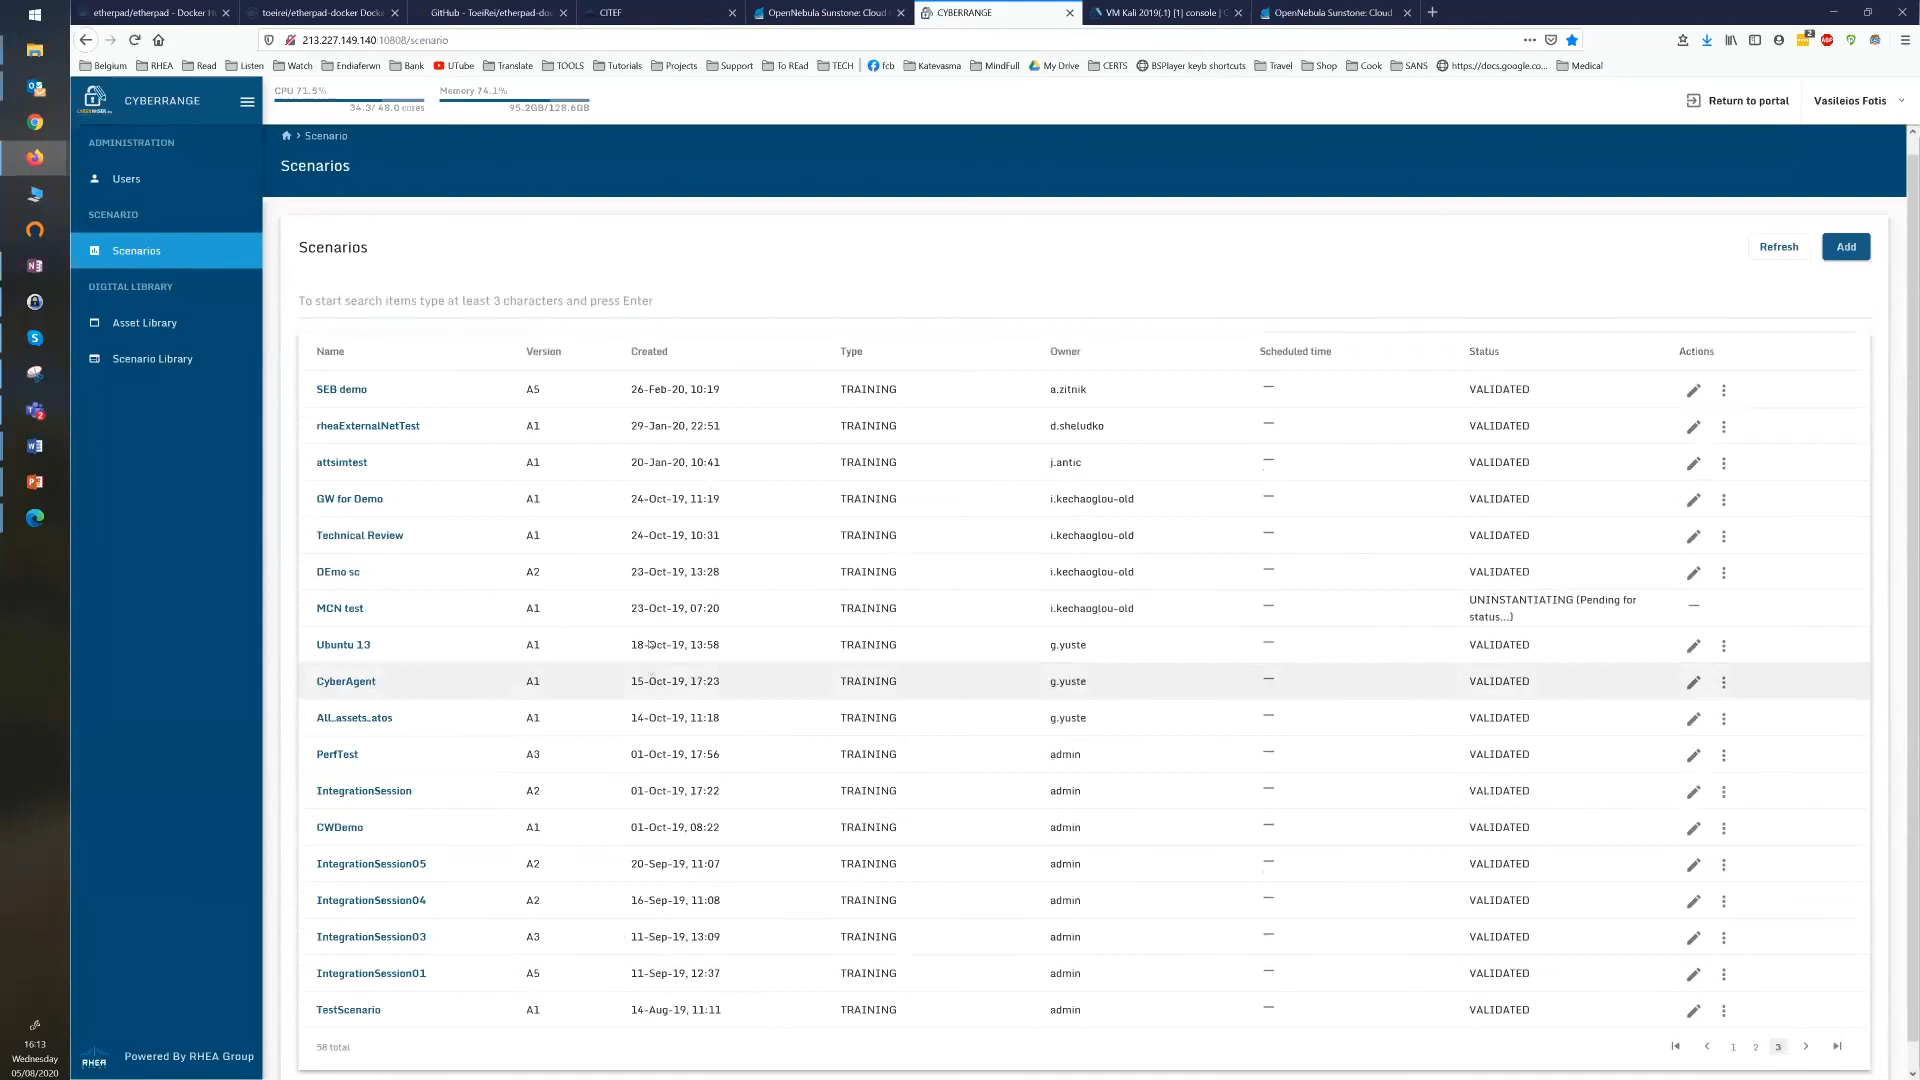 etherpad/etherpad - Docker H
toeirei/etherpad-docker Docke
GitHub - ToeiRei/etherpad-do
CITEF
OpenNebula Sunstone: Cloud
CYBERRANGE
VM Kali 2019(.1) [1] console | C
OpenNebula Sunstone: Cloud
213.227.149.140:10808/scenario
Belgium
RHEA
Read
Listen
Watch
Endiaferwn
Bank
UTube
Translate
TOOLS
Tutorials
Projects
Support
To REad
TECH
fcb
Katevasma
MindFull
My Drive
CERTS
BSPlayer keyb shortcuts
Travel
Shop
Cook
SANS
https://docs.google.co...
Medical
CYBERRANGE
CPU 71.5%
34.3/ 48.0 cores
Memory 74.1%
95.2GB/128.6GB
Return to portal
Vasileios Fotis
ADMINISTRATION
Users
SCENARIO
Scenarios
DIGITAL LIBRARY
Asset Library
Scenario Library
> Scenario
Scenarios
Scenarios
Refresh
Add
To start search items type at least 3 characters and press Enter
Name Version Created Type Owner Scheduled time Status Actions
SEB demo A5 26-Feb-20, 10:19 TRAINING a.zitnik — VALIDATED
rheaExternalNetTest A1 29-Jan-20, 22:51 TRAINING d.sheludko — VALIDATED
attsimtest A1 20-Jan-20, 10:41 TRAINING j.antic — VALIDATED
GW for Demo A1 24-Oct-19, 11:19 TRAINING i.kechaoglou-old — VALIDATED
Technical Review A1 24-Oct-19, 10:31 TRAINING i.kechaoglou-old — VALIDATED
DEmo sc A2 23-Oct-19, 13:28 TRAINING i.kechaoglou-old — VALIDATED
MCN test A1 23-Oct-19, 07:20 TRAINING i.kechaoglou-old — UNINSTANTIATING (Pending for
status...) —
Ubuntu 13 A1 18-Oct-19, 13:58 TRAINING g.yuste — VALIDATED
CyberAgent A1 15-Oct-19, 17:23 TRAINING g.yuste — VALIDATED
All_assets_atos A1 14-Oct-19, 11:18 TRAINING g.yuste — VALIDATED
PerfTest A3 01-Oct-19, 17:56 TRAINING admin — VALIDATED
IntegrationSession A2 01-Oct-19, 17:22 TRAINING admin — VALIDATED
CWDemo A1 01-Oct-19, 08:22 TRAINING admin — VALIDATED
IntegrationSession05 A2 20-Sep-19, 11:07 TRAINING admin — VALIDATED
IntegrationSession04 A2 16-Sep-19, 11:08 TRAINING admin — VALIDATED
IntegrationSession03 A3 11-Sep-19, 13:09 TRAINING admin — VALIDATED
IntegrationSession01 A5 11-Sep-19, 12:37 TRAINING admin — VALIDATED
TestScenario A1 14-Aug-19, 11:11 TRAINING admin — VALIDATED
58 total
1 2 3
RHEA
Powered By RHEA Group
16:13
Wednesday
05/08/2020